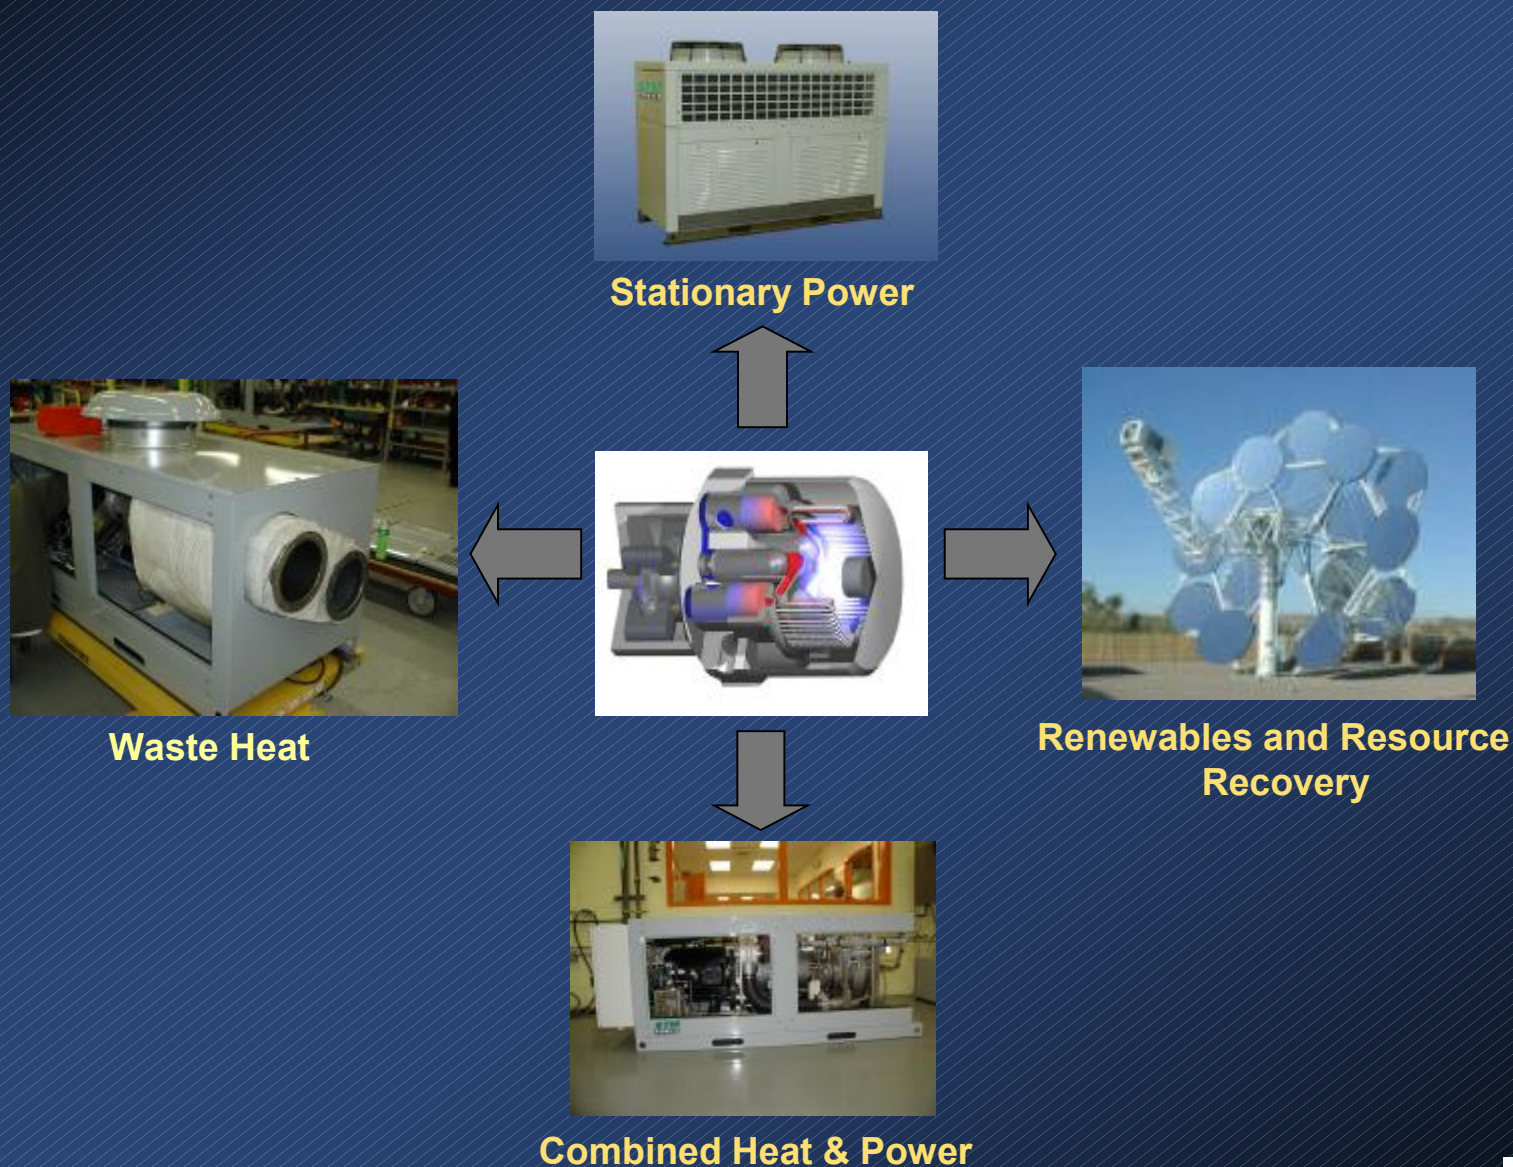 Stationary Power
Waste Heat
Renewables and Resource
Recovery
Combined Heat & Power